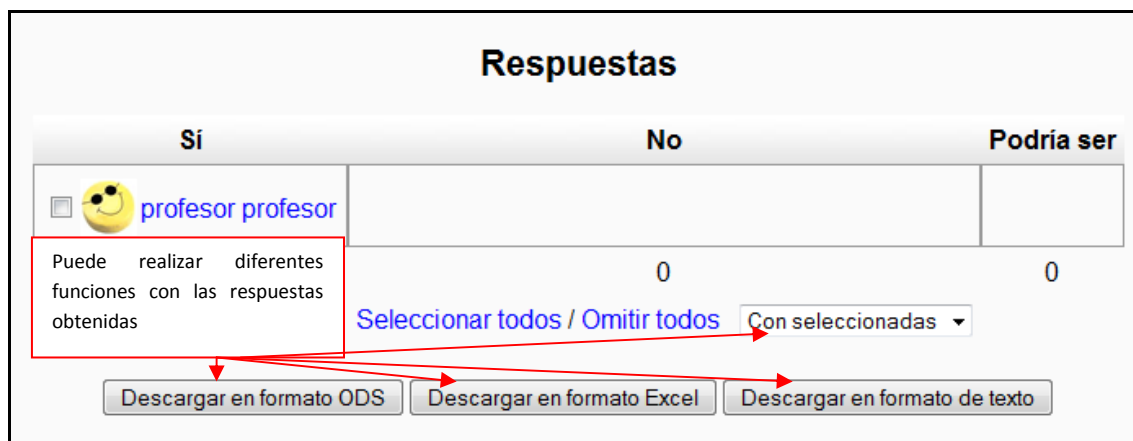 Respuestas
Sí No Podría ser
profesor profesor
Puede realizar diferentes
funciones con las respuestas
obtenidas
0 0
Seleccionar todos / Omitir todos Con seleccionadas
Descargar en formato ODS Descargar en formato Excel Descargar en formato de texto